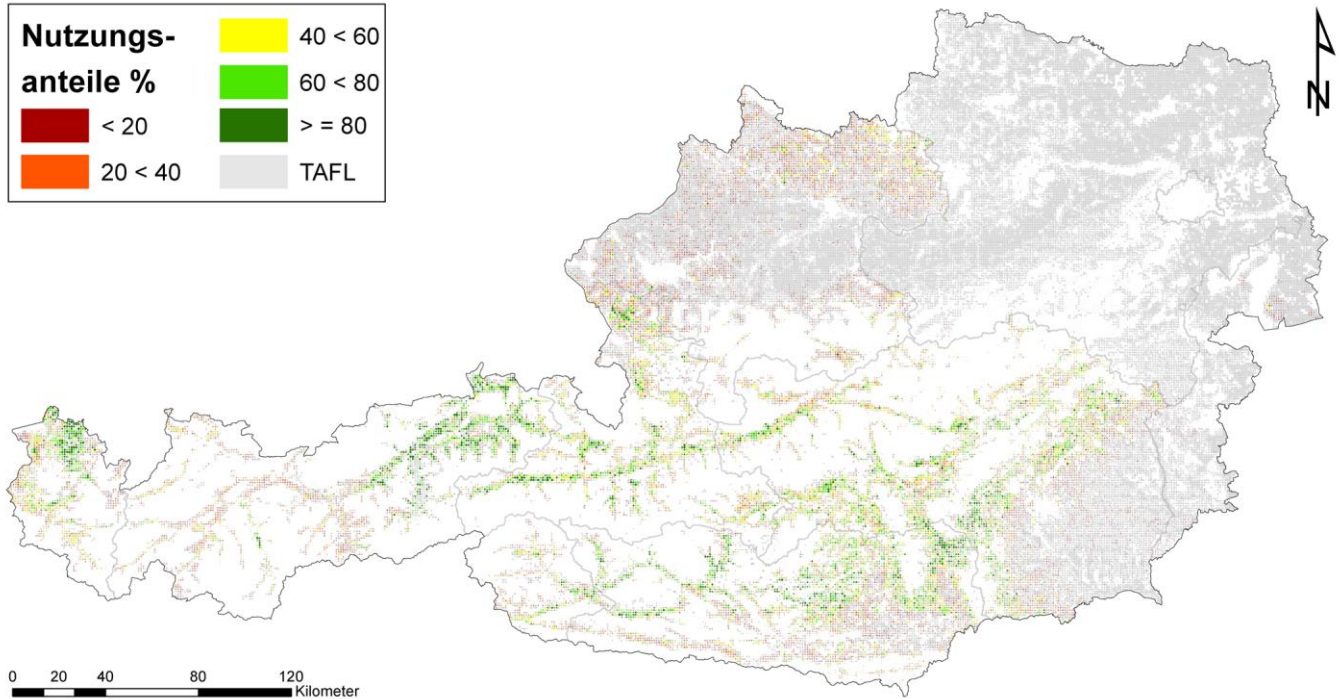 Nutzungs-
anteile %
< 20
20 < 40
40 < 60
60 < 80
> = 80
TAFL
N
0 20 40 80 120
Kilometer